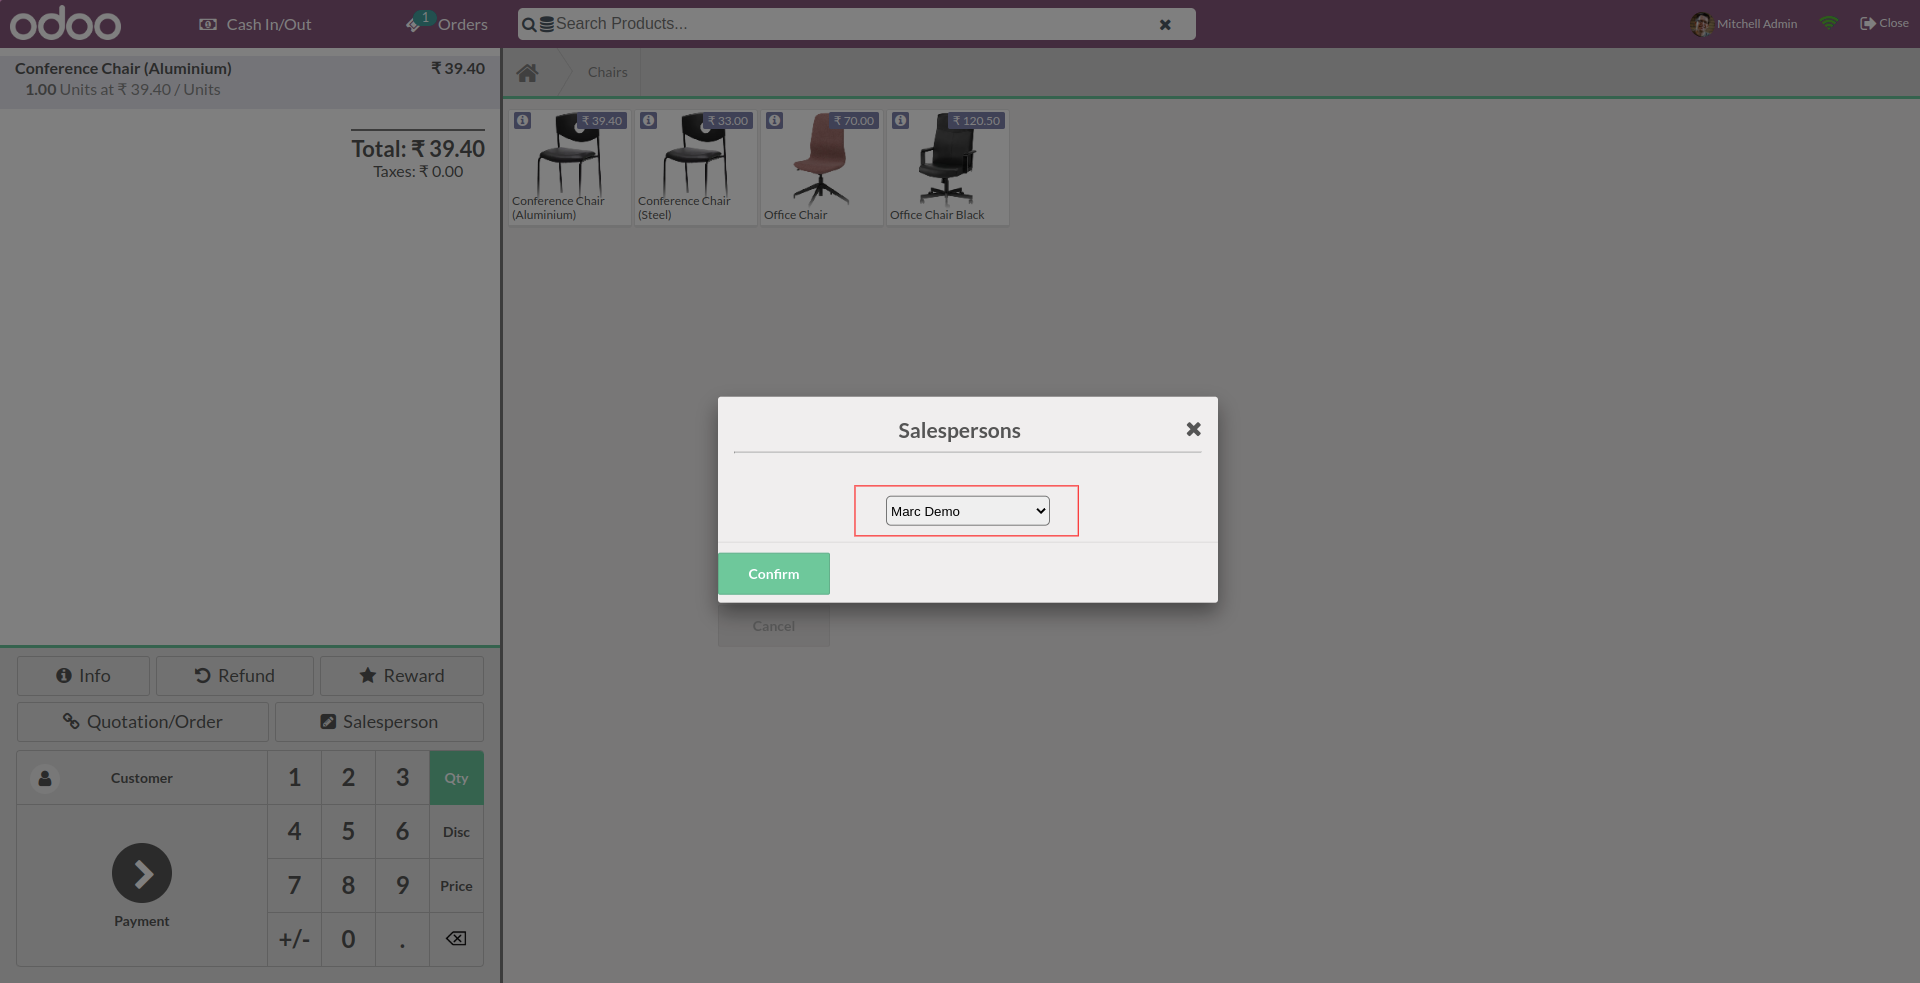 odoo
Cash In/Out
1
Orders
Search Products...
Mitchell Admin
Close
Conference Chair (Aluminium)
₹ 39.40
1.00 Units at ₹ 39.40 / Units
Total: ₹ 39.40
Taxes: ₹ 0.00
Chairs
₹ 39.40
Conference Chair
(Aluminium)
₹ 33.00
Conference Chair
(Steel)
₹ 70.00
Office Chair
₹ 120.50
Office Chair Black
Salespersons
Marc Demo
Confirm
Cancel
Info
Refund
Reward
Quotation/Order
Salesperson
Customer
1
2
3
Qty
4
5
6
Disc
Payment
7
8
9
Price
+/-
0
.